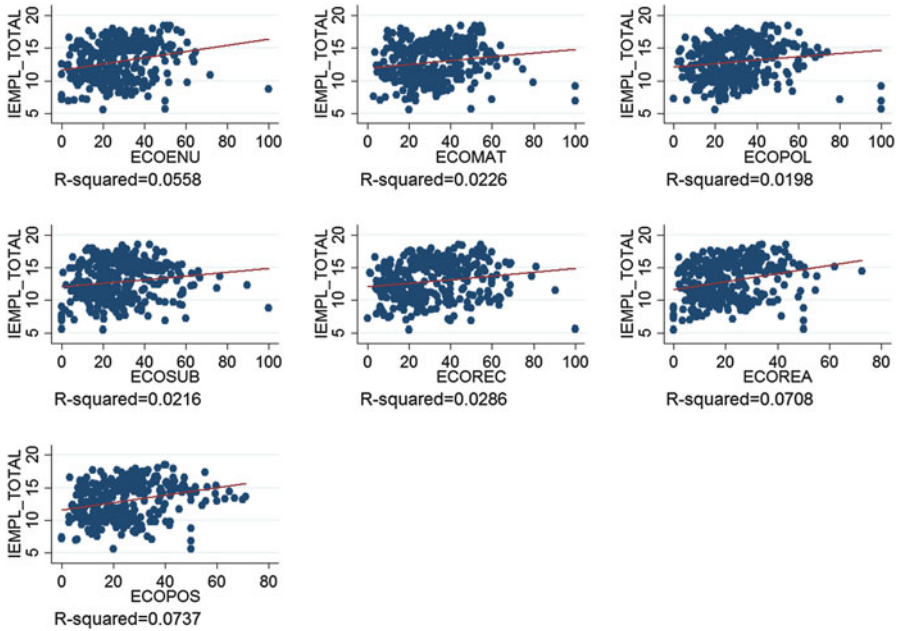 IEMPL_TOTAL
20
15
10
5
0 20 40 60 80 100
ECOENU
R-squared=0.0558
IEMPL_TOTAL
20
15
10
5
0 20 40 60 80 100
ECOMAT
R-squared=0.0226
IEMPL_TOTAL
20
15
10
5
0 20 40 60 80 100
ECOPOL
R-squared=0.0198
IEMPL_TOTAL
20
15
10
5
0 20 40 60 80 100
ECOSUB
R-squared=0.0216
IEMPL_TOTAL
20
15
10
5
0 20 40 60 80 100
ECOREC
R-squared=0.0286
IEMPL_TOTAL
20
15
10
5
0 20 40 60 80
ECOREA
R-squared=0.0708
IEMPL_TOTAL
20
15
10
5
0 20 40 60 80
ECOPOS
R-squared=0.0737